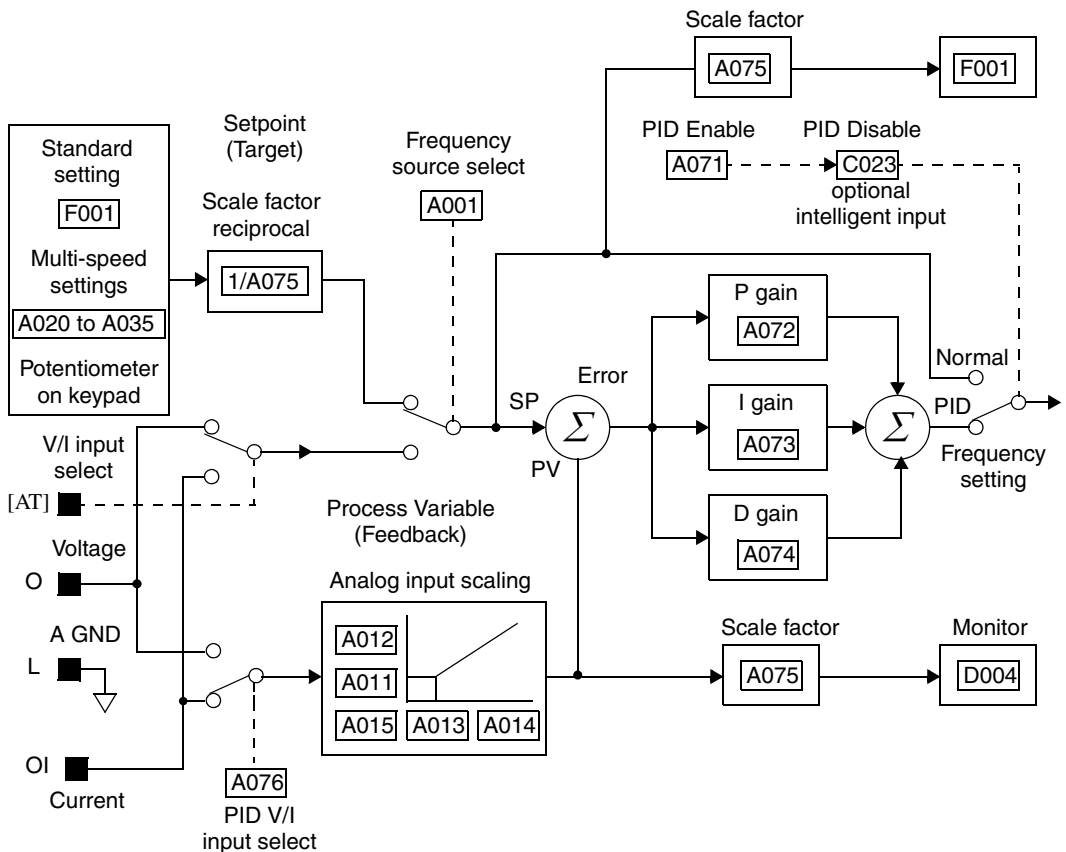 Scale factor
A075
F001
PID Enable
PID Disable
A071
C023
optional
intelligent input
Standard
setting
F001
Multi-speed
settings
A020 to A035
Potentiometer
on keypad
Setpoint
(Target)
Scale factor
reciprocal
1/A075
Frequency
source select
A001
P gain
A072
Error
SP
Σ
PV
I gain
A073
Σ
Normal
PID
Frequency
setting
D gain
A074
V/I input
select
[AT]
Voltage
O
A GND
L
OI
Current
Process Variable
(Feedback)
Analog input scaling
A012
A011
A015
A013
A014
A076
PID V/I
input select
Scale factor
A075
Monitor
D004